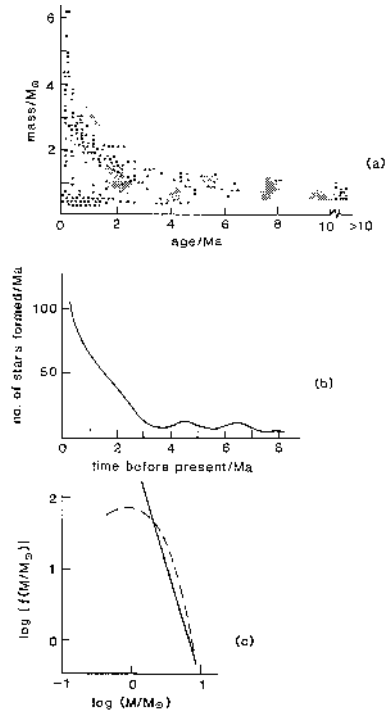 6
4
2
mass/M⊙
0 2 4 6 8 10 >10
age/Ma
(a)
100
50
no. of stars formed/Ma
0 2 4 6 8
time before present/Ma
(b)
2
1
0
log [f(M/M⊙)]
-1 0 1
log (M/M⊙)
(c)